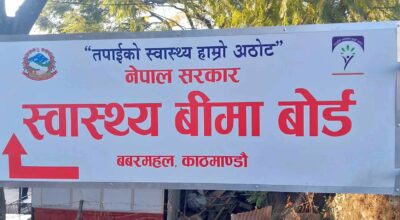 “तपाईको स्वास्थ्य हाम्रो अठोट”
नेपाल सरकार
स्वास्थ्य बीमा बोर्ड
बबरमहल, काठमाण्डौ